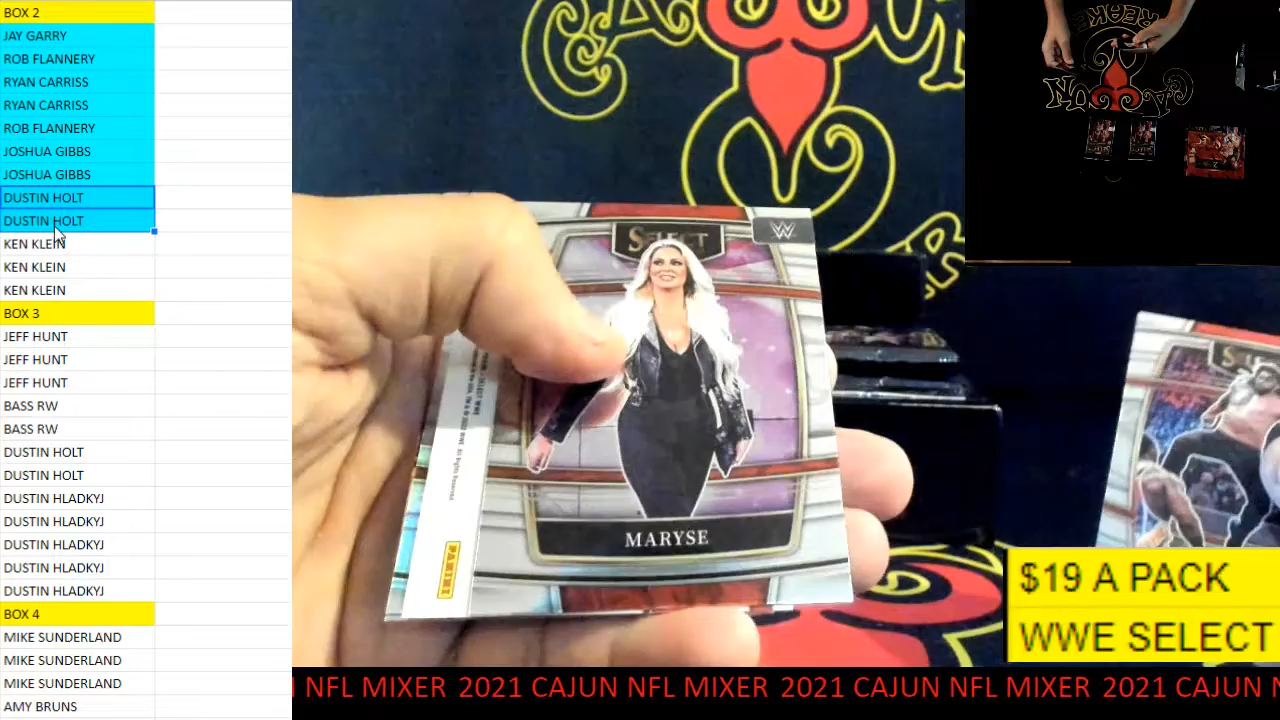 BOX 2
JAY GARRY
ROB FLANNERY
RYAN CARRISS
RYAN CARRISS
ROB FLANNERY
JOSHUA GIBBS
JOSHUA GIBBS
DUSTIN HOLT
DUSTIN HOLT
KEN KLEIN
KEN KLEIN
KEN KLEIN
BOX 3
JEFF HUNT
JEFF HUNT
JEFF HUNT
BASS RW
BASS RW
DUSTIN HOLT
DUSTIN HOLT
DUSTIN HLADKYJ
DUSTIN HLADKYJ
DUSTIN HLADKYJ
DUSTIN HLADKYJ
DUSTIN HLADKYJ
BOX 4
MIKE SUNDERLAND
MIKE SUNDERLAND
MIKE SUNDERLAND
AMY BRUNS
SELECT
W
MARYSE
PANINI
SELECT
$19 A PACK
WWE SELECT
NFL MIXER 2021 CAJUN NFL MIXER 2021 CAJUN NFL MIXER 2021 CAJUN